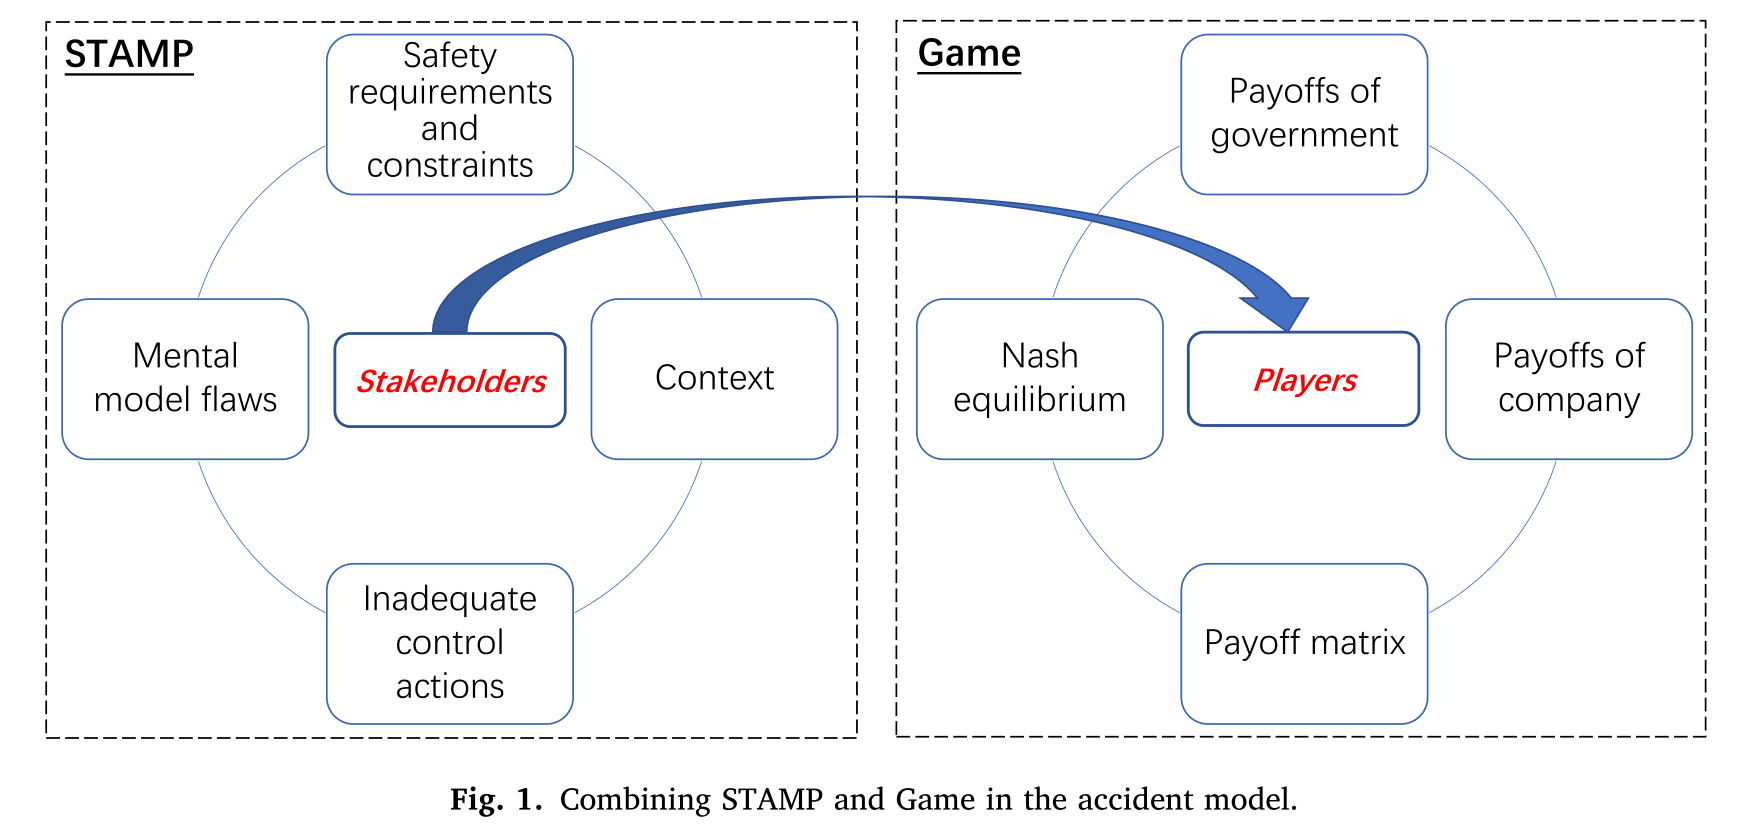 STAMP
Safety
requirements
and
constraints
Mental
model flaws
Stakeholders
Context
Inadequate
control
actions
Game
Payoffs of
government
Nash
equilibrium
Players
Payoffs of
company
Payoff matrix
Fig. 1. Combining STAMP and Game in the accident model.